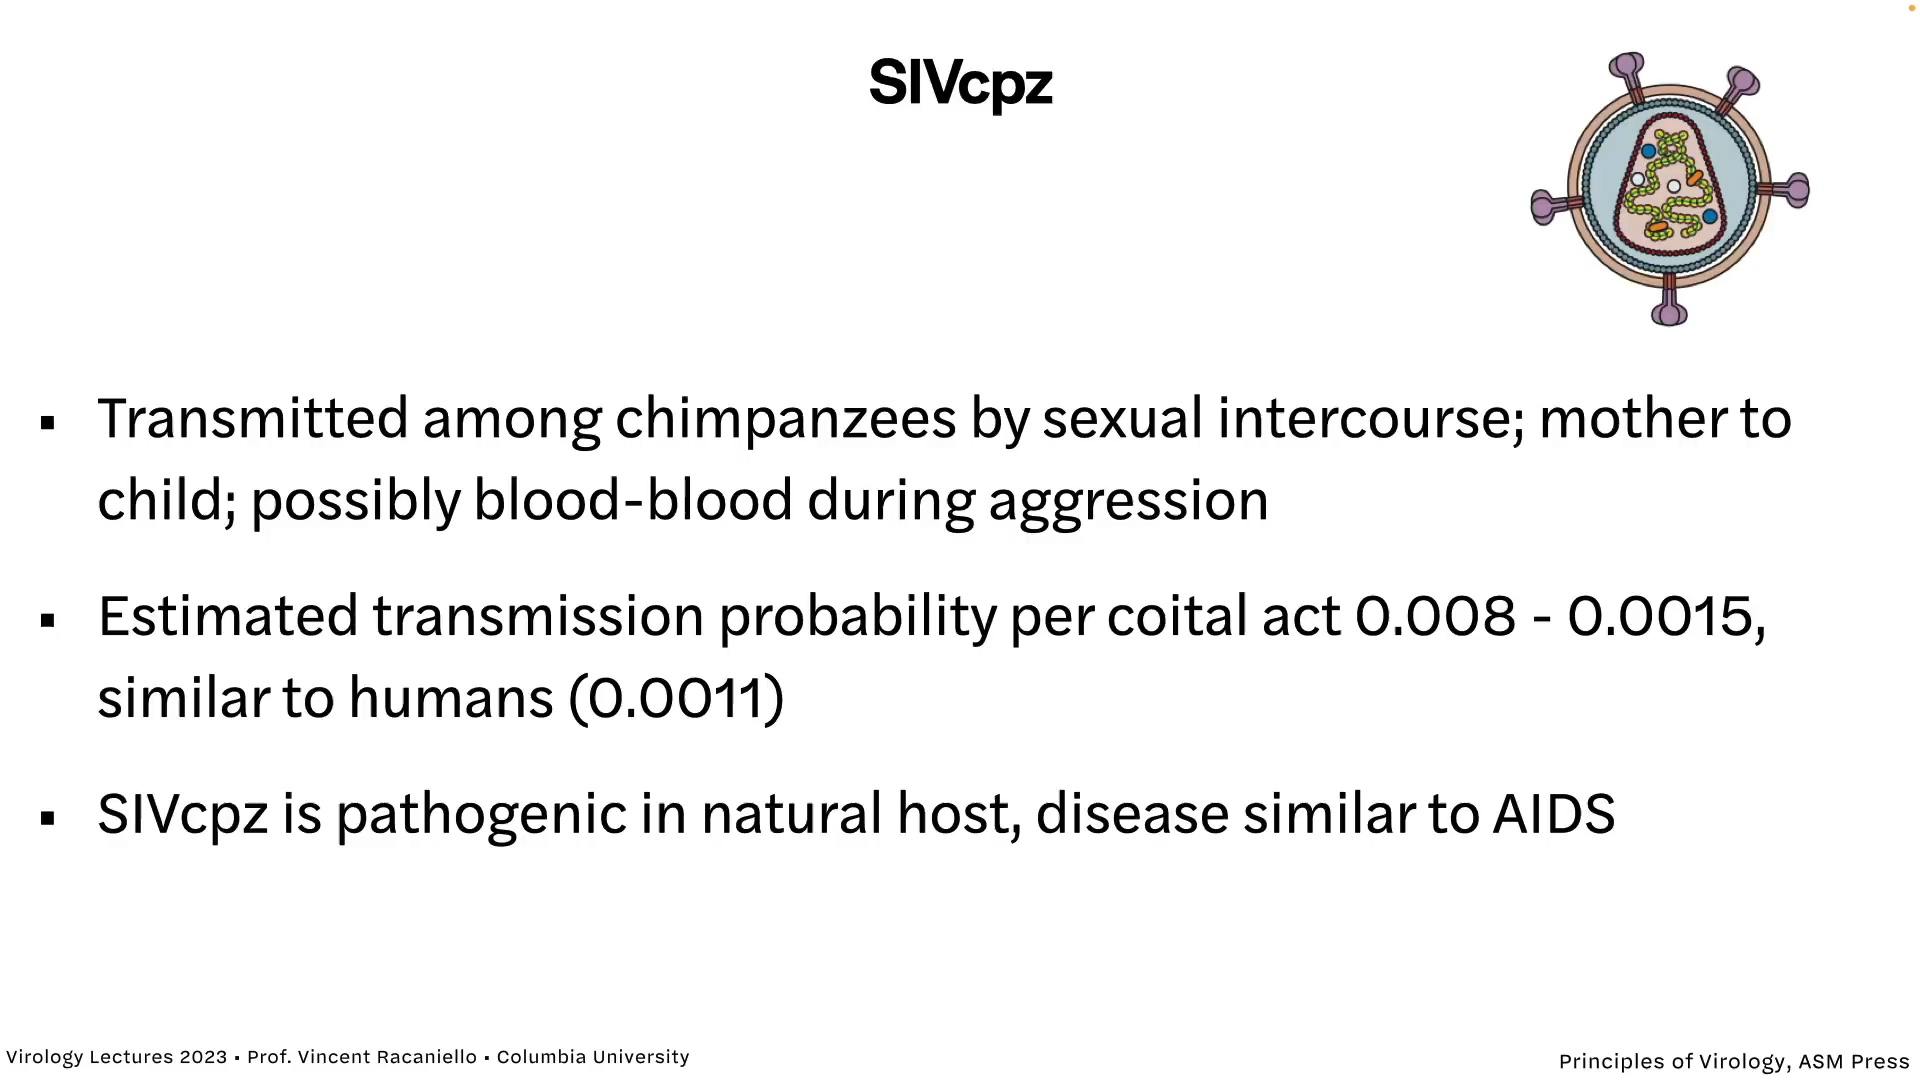 SIVcpz
▪ Transmitted among chimpanzees by sexual intercourse; mother to
child; possibly blood-blood during aggression
▪ Estimated transmission probability per coital act 0.008 - 0.0015,
similar to humans (0.0011)
▪ SIVcpz is pathogenic in natural host, disease similar to AIDS
Virology Lectures 2023 • Prof. Vincent Racaniello • Columbia University
Principles of Virology, ASM Press